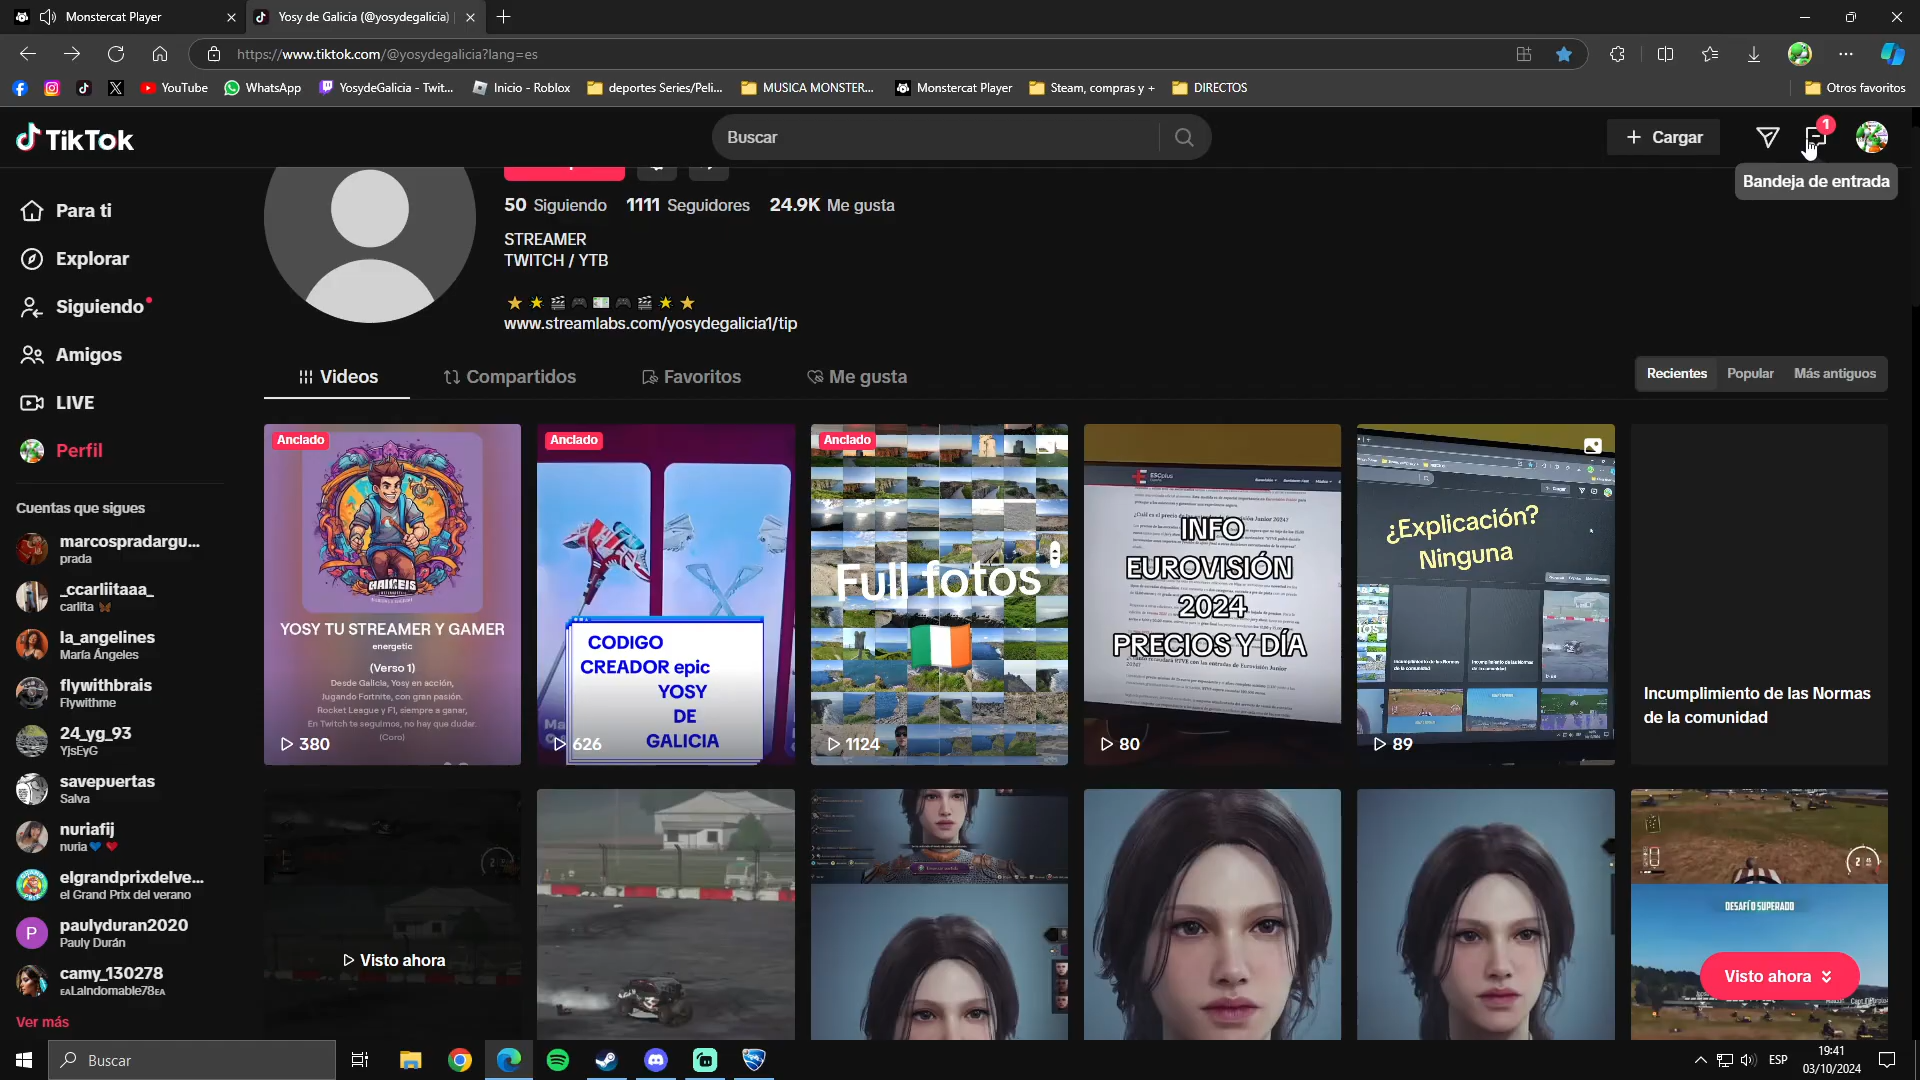 Monstercat Player
Yosy de Galicia (@yosydegalicia)
https://www.tiktok.com/@yosydegalicia?lang=es
YouTube
WhatsApp
YosydeGalicia - Twit...
Inicio - Roblox
deportes Series/Peli...
MUSICA MONSTER...
Monstercat Player
Steam, compras y +
DIRECTOS
Otros favoritos
TikTok
Buscar
+ Cargar
1
Bandeja de entrada
50 Siguiendo 1111 Seguidores 24.9K Me gusta
STREAMER
TWITCH / YTB
www.streamlabs.com/yosydegalicia1/tip
Para ti
Explorar
Siguiendo
Amigos
LIVE
Perfil
Cuentas que sigues
marcospradargu...
prada
_ccarliitaaa_
carlita
la_angelines
María Ángeles
flywithbrais
Flywithme
24_yg_93
YjsEyG
savepuertas
Salva
nuriafij
nuria
elgrandprixdelve...
el Grand Prix del verano
P
paulyduran2020
Pauly Durán
camy_130278
EALaIndomable78EA
Ver más
Videos
Compartidos
Favoritos
Me gusta
Recientes
Popular
Más antiguos
Anclado
YOSY TU STREAMER Y GAMER
energetic
(Verso 1)
Desde Galicia, Yosy en acción,
Jugando Fortnite, con gran pasión.
Rocket League y F1, siempre a ganar,
En Twitch te seguimos, no hay que dudar.
(Coro)
380
Anclado
CODIGO
CREADOR epic
YOSY
DE
GALICIA
626
Anclado
Full fotos
1124
INFO
EUROVISIÓN
2024
PRECIOS Y DÍA
80
¿Explicación?
Ninguna
89
Incumplimiento de las Normas
de la comunidad
Visto ahora
DESAFÍO SUPERADO
Visto ahora
Buscar
ESP
19:41
03/10/2024